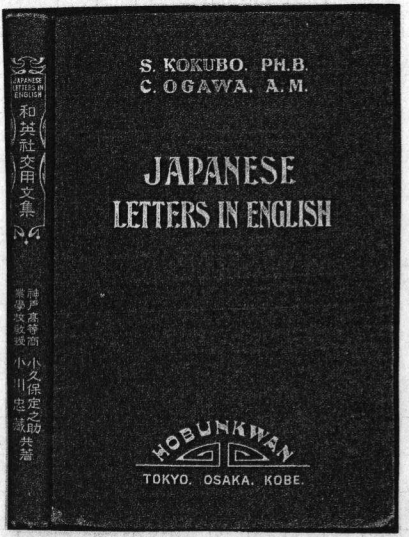 S. KOKUBO. PH.B.
C. OGAWA. A.M.
JAPANESE
LETTERS IN ENGLISH
HOBUNKWAN
TOKYO. OSAKA. KOBE.
JAPANESE
LETTERS IN
ENGLISH
和英社交用文集
神戸高等商
業學校教授
小久保定之助
小川忠蔵
共著